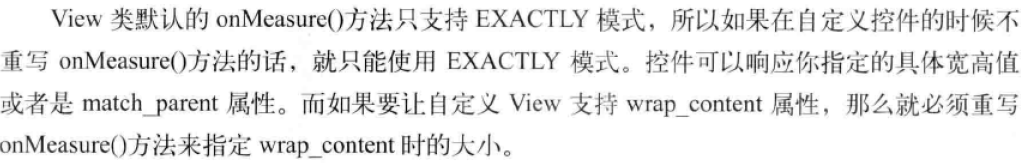 View 类默认的 onMeasure()方法只支持 EXACTLY 模式，所以如果在自定义控件的时候不
重写 onMeasure()方法的话，就只能使用 EXACTLY 模式。控件可以响应你指定的具体宽高值
或者是 match_parent 属性。而如果要让自定义 View 支持 wrap_content 属性，那么就必须重写
onMeasure()方法来指定 wrap_content 时的大小。